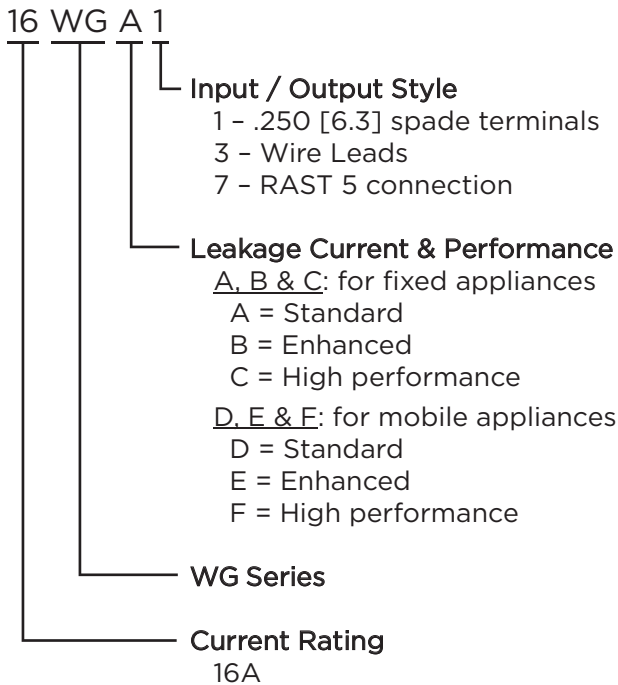 16 WG A 1
Input / Output Style
1 – .250 [6.3] spade terminals
3 – Wire Leads
7 – RAST 5 connection
Leakage Current & Performance
A, B & C: for fixed appliances
A = Standard
B = Enhanced
C = High performance
D, E & F: for mobile appliances
D = Standard
E = Enhanced
F = High performance
WG Series
Current Rating
16A